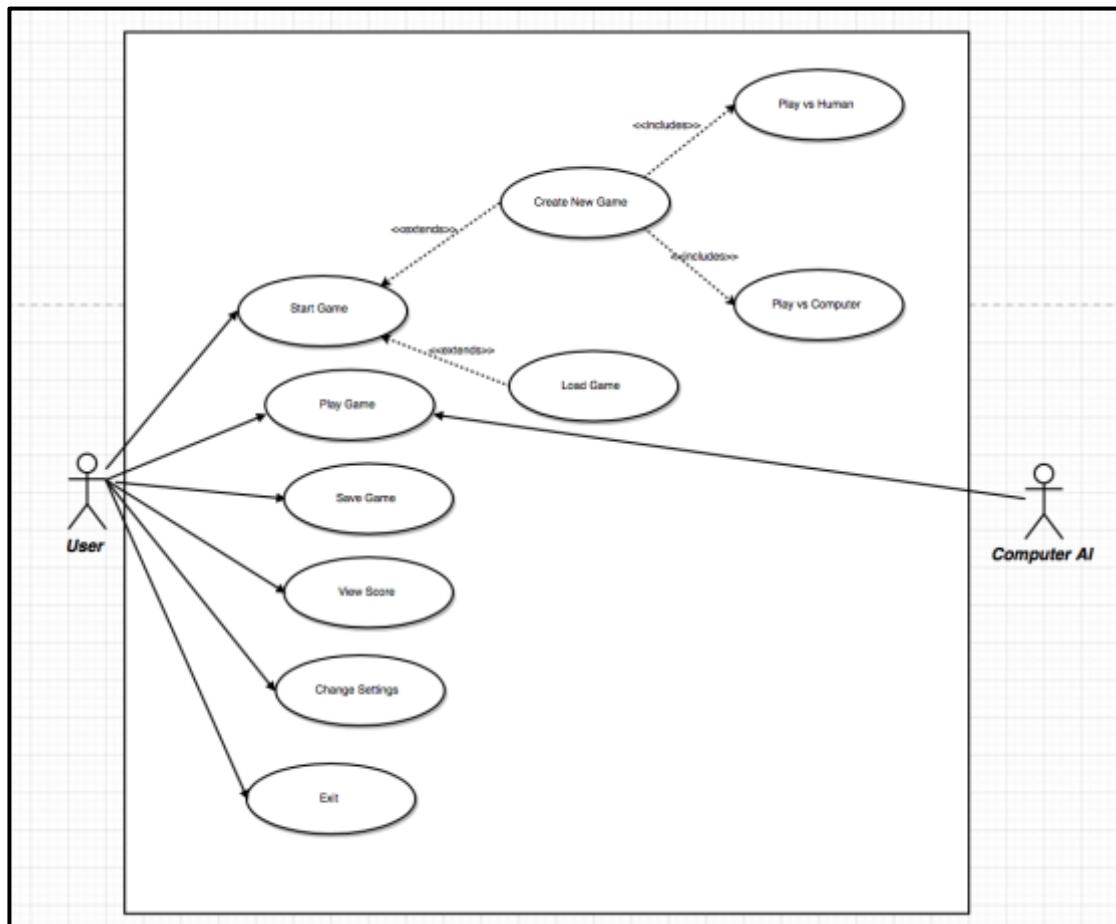 Play vs Human
<<includes>>
Create New Game
<<extends>>
<<includes>>
Start Game
Play vs Computer
<<extends>>
Load Game
Play Game
Save Game
User
Computer AI
View Score
Change Settings
Exit